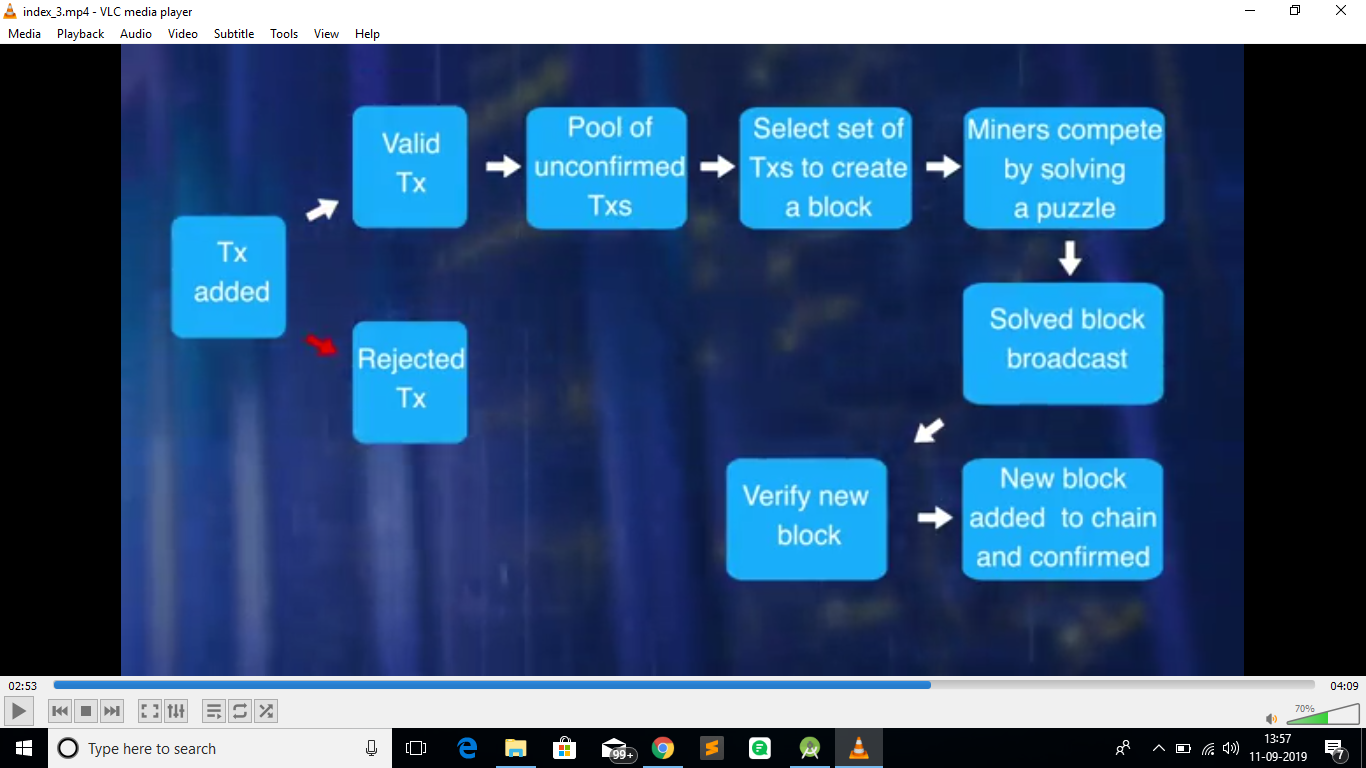 index_3.mp4 - VLC media player
Media Playback Audio Video Subtitle Tools View Help
Tx
added
Valid
Tx
Rejected
Tx
Pool of
unconfirmed
Txs
Select set of
Txs to create
a block
Miners compete
by solving
a puzzle
Solved block
broadcast
Verify new
block
New block
added to chain
and confirmed
02:53
04:09
70%
Type here to search
99+
13:57
11-09-2019
7